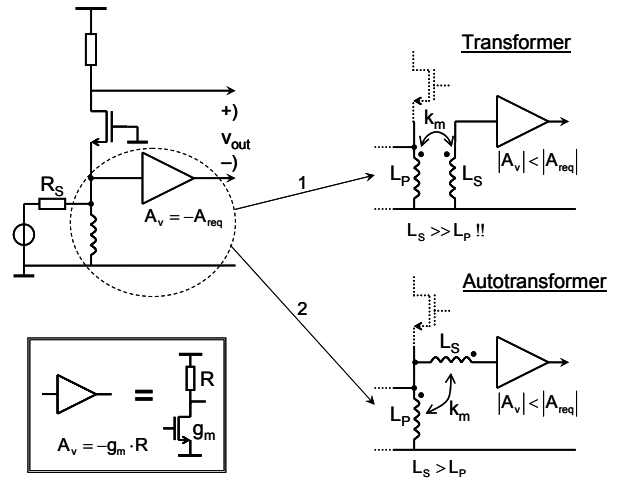 Transformer
+)
v_out
–)
R_S
A_v = –A_req
1
2
k_m
L_P
L_S
|A_v| < |A_req|
L_S >> L_P !!
Autotransformer
L_S
L_P
k_m
|A_v| < |A_req|
L_S > L_P
=
R
g_m
A_v = –g_m · R